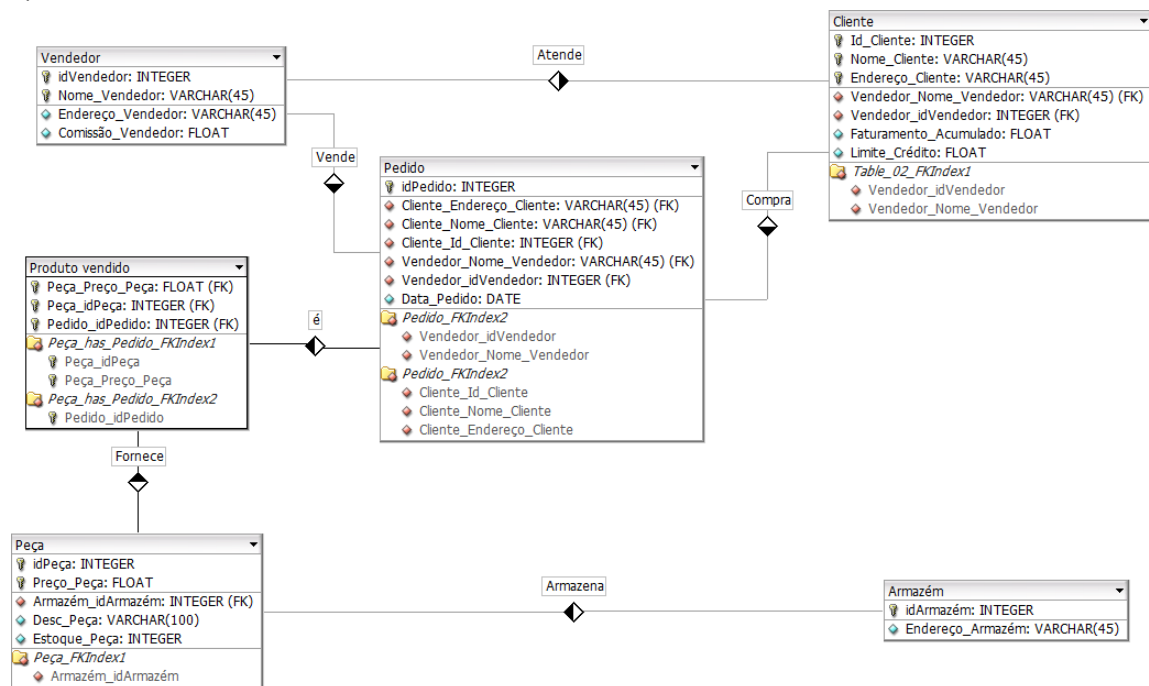 Vendedor
idVendedor: INTEGER
Nome_Vendedor: VARCHAR(45)
Endereço_Vendedor: VARCHAR(45)
Comissão_Vendedor: FLOAT
Atende
Cliente
Id_Cliente: INTEGER
Nome_Cliente: VARCHAR(45)
Endereço_Cliente: VARCHAR(45)
Vendedor_Nome_Vendedor: VARCHAR(45) (FK)
Vendedor_idVendedor: INTEGER (FK)
Faturamento_Acumulado: FLOAT
Limite_Crédito: FLOAT
Table_02_FKIndex1
Vendedor_idVendedor
Vendedor_Nome_Vendedor
Vende
Compra
Pedido
idPedido: INTEGER
Cliente_Endereço_Cliente: VARCHAR(45) (FK)
Cliente_Nome_Cliente: VARCHAR(45) (FK)
Cliente_Id_Cliente: INTEGER (FK)
Vendedor_Nome_Vendedor: VARCHAR(45) (FK)
Vendedor_idVendedor: INTEGER (FK)
Data_Pedido: DATE
Pedido_FKIndex2
Vendedor_idVendedor
Vendedor_Nome_Vendedor
Pedido_FKIndex2
Cliente_Id_Cliente
Cliente_Nome_Cliente
Cliente_Endereço_Cliente
Produto vendido
Peça_Preço_Peça: FLOAT (FK)
Peça_idPeça: INTEGER (FK)
Pedido_idPedido: INTEGER (FK)
Peça_has_Pedido_FKIndex1
Peça_idPeça
Peça_Preço_Peça
Peça_has_Pedido_FKIndex2
Pedido_idPedido
é
Fornece
Peça
idPeça: INTEGER
Preço_Peça: FLOAT
Armazém_idArmazém: INTEGER (FK)
Desc_Peça: VARCHAR(100)
Estoque_Peça: INTEGER
Peça_FKIndex1
Armazém_idArmazém
Armazena
Armazém
idArmazém: INTEGER
Endereço_Armazém: VARCHAR(45)